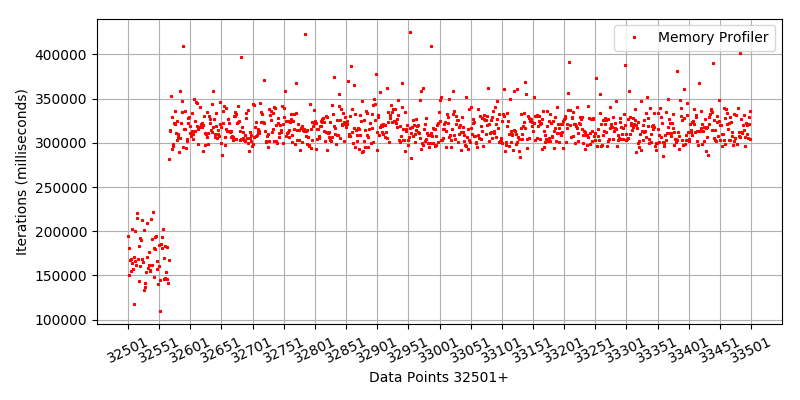 Memory Profiler
Iterations (milliseconds)
400000
350000
300000
250000
200000
150000
100000
32501 32551 32601 32651 32701 32751 32801 32851 32901 32951 33001 33051 33101 33151 33201 33251 33301 33351 33401 33451 33501
Data Points 32501+